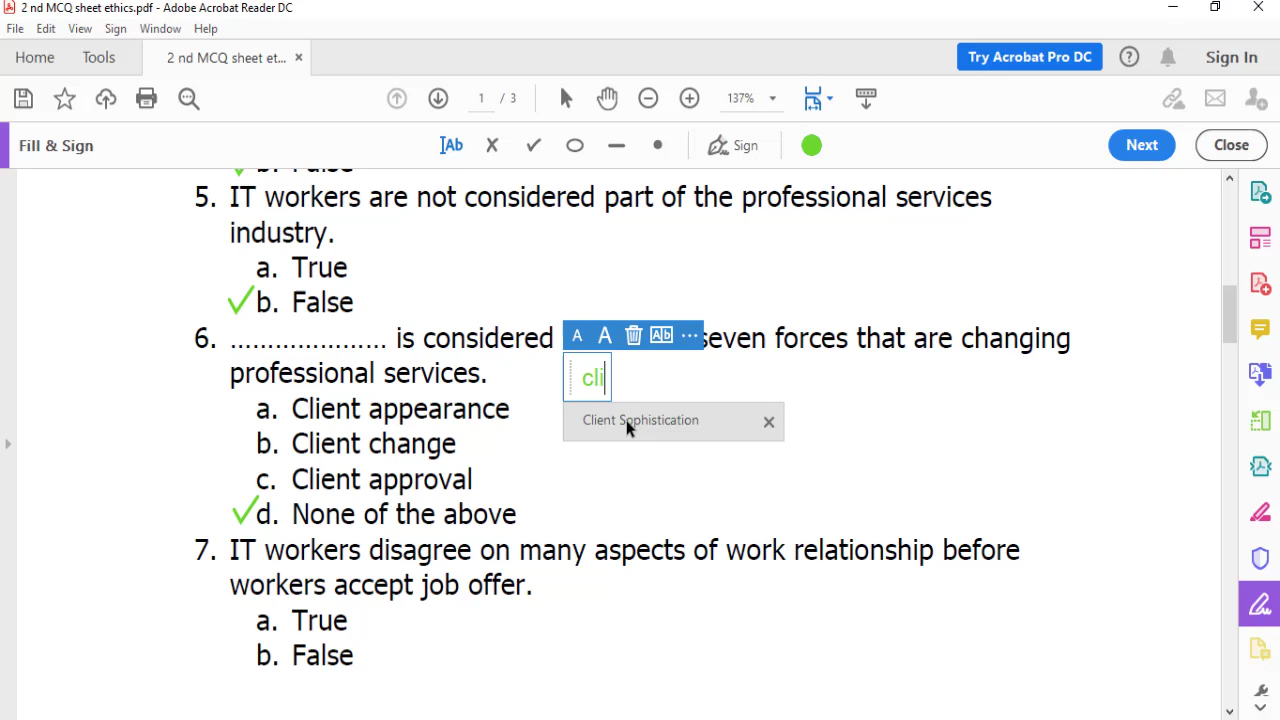 2 nd MCQ sheet ethics.pdf - Adobe Acrobat Reader DC
File Edit View Sign Window Help
Home Tools 2 nd MCQ sheet et... × Try Acrobat Pro DC Sign In
1 / 3 137%
Fill & Sign Ab Sign Next Close
b. False
5. IT workers are not considered part of the professional services
industry.
a. True
b. False
6. ..................... is considered seven forces that are changing
A A Ab ...
professional services.
cli
Client Sophistication
a. Client appearance
b. Client change
c. Client approval
d. None of the above
7. IT workers disagree on many aspects of work relationship before
workers accept job offer.
a. True
b. False